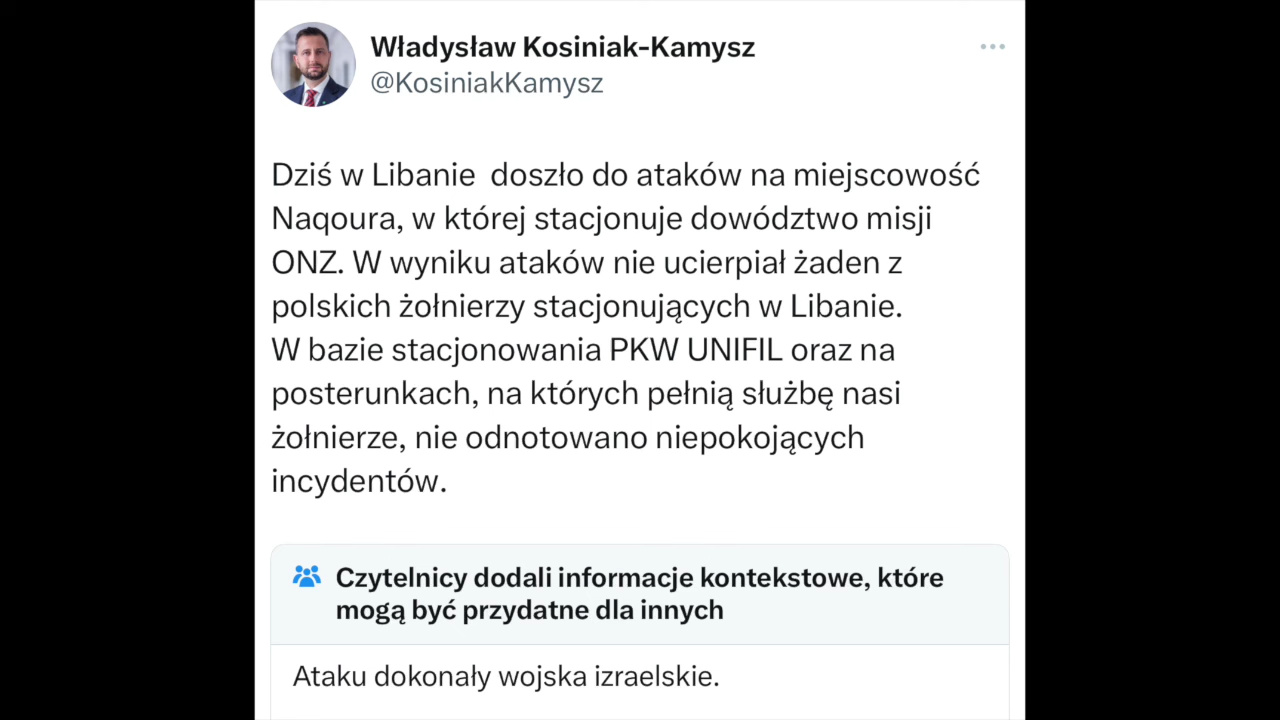 Władysław Kosiniak-Kamysz
@KosiniakKamysz
Dziś w Libanie  doszło do ataków na miejscowość
Naqoura, w której stacjonuje dowództwo misji
ONZ. W wyniku ataków nie ucierpiał żaden z
polskich żołnierzy stacjonujących w Libanie.
W bazie stacjonowania PKW UNIFIL oraz na
posterunkach, na których pełnią służbę nasi
żołnierze, nie odnotowano niepokojących
incydentów.
Czytelnicy dodali informacje kontekstowe, które
mogą być przydatne dla innych
Ataku dokonały wojska izraelskie.